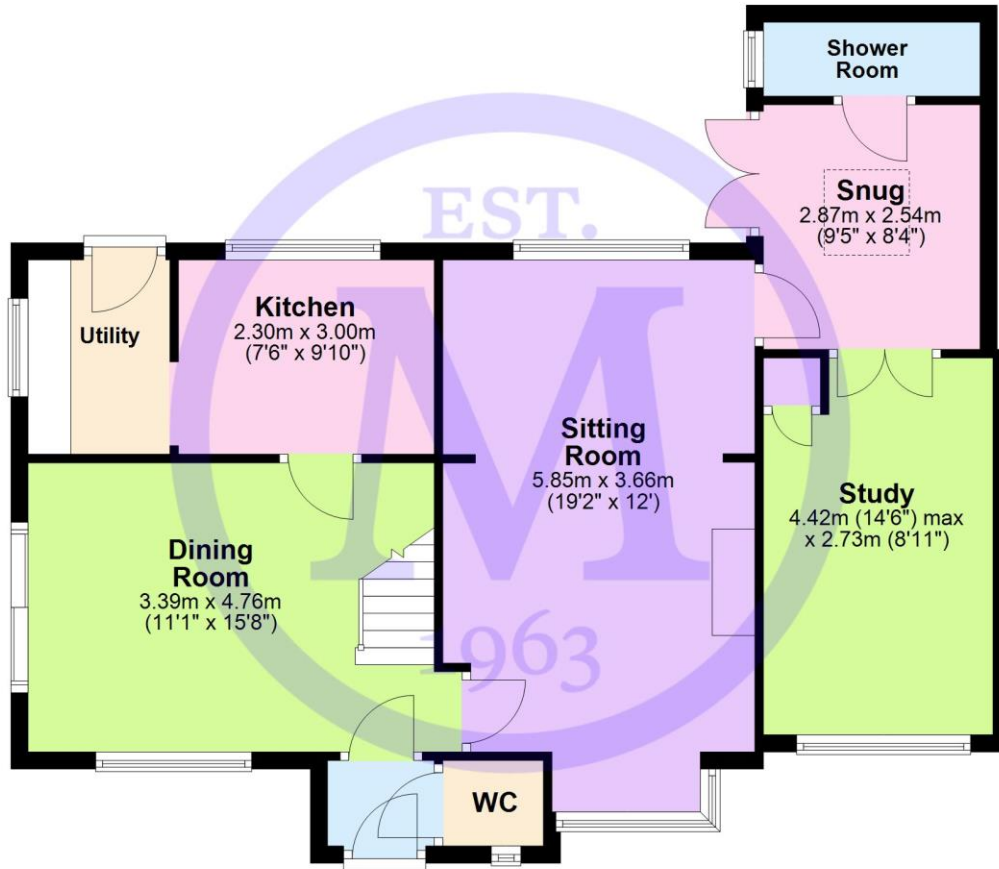 Shower
Room
EST.
Snug
2.87m x 2.54m
(9'5" x 8'4")
Utility
Kitchen
2.30m x 3.00m
(7'6" x 9'10")
M
Sitting
Room
5.85m x 3.66m
(19'2" x 12')
Study
4.42m (14'6") max
x 2.73m (8'11")
Dining
Room
3.39m x 4.76m
(11'1" x 15'8")
1963
WC